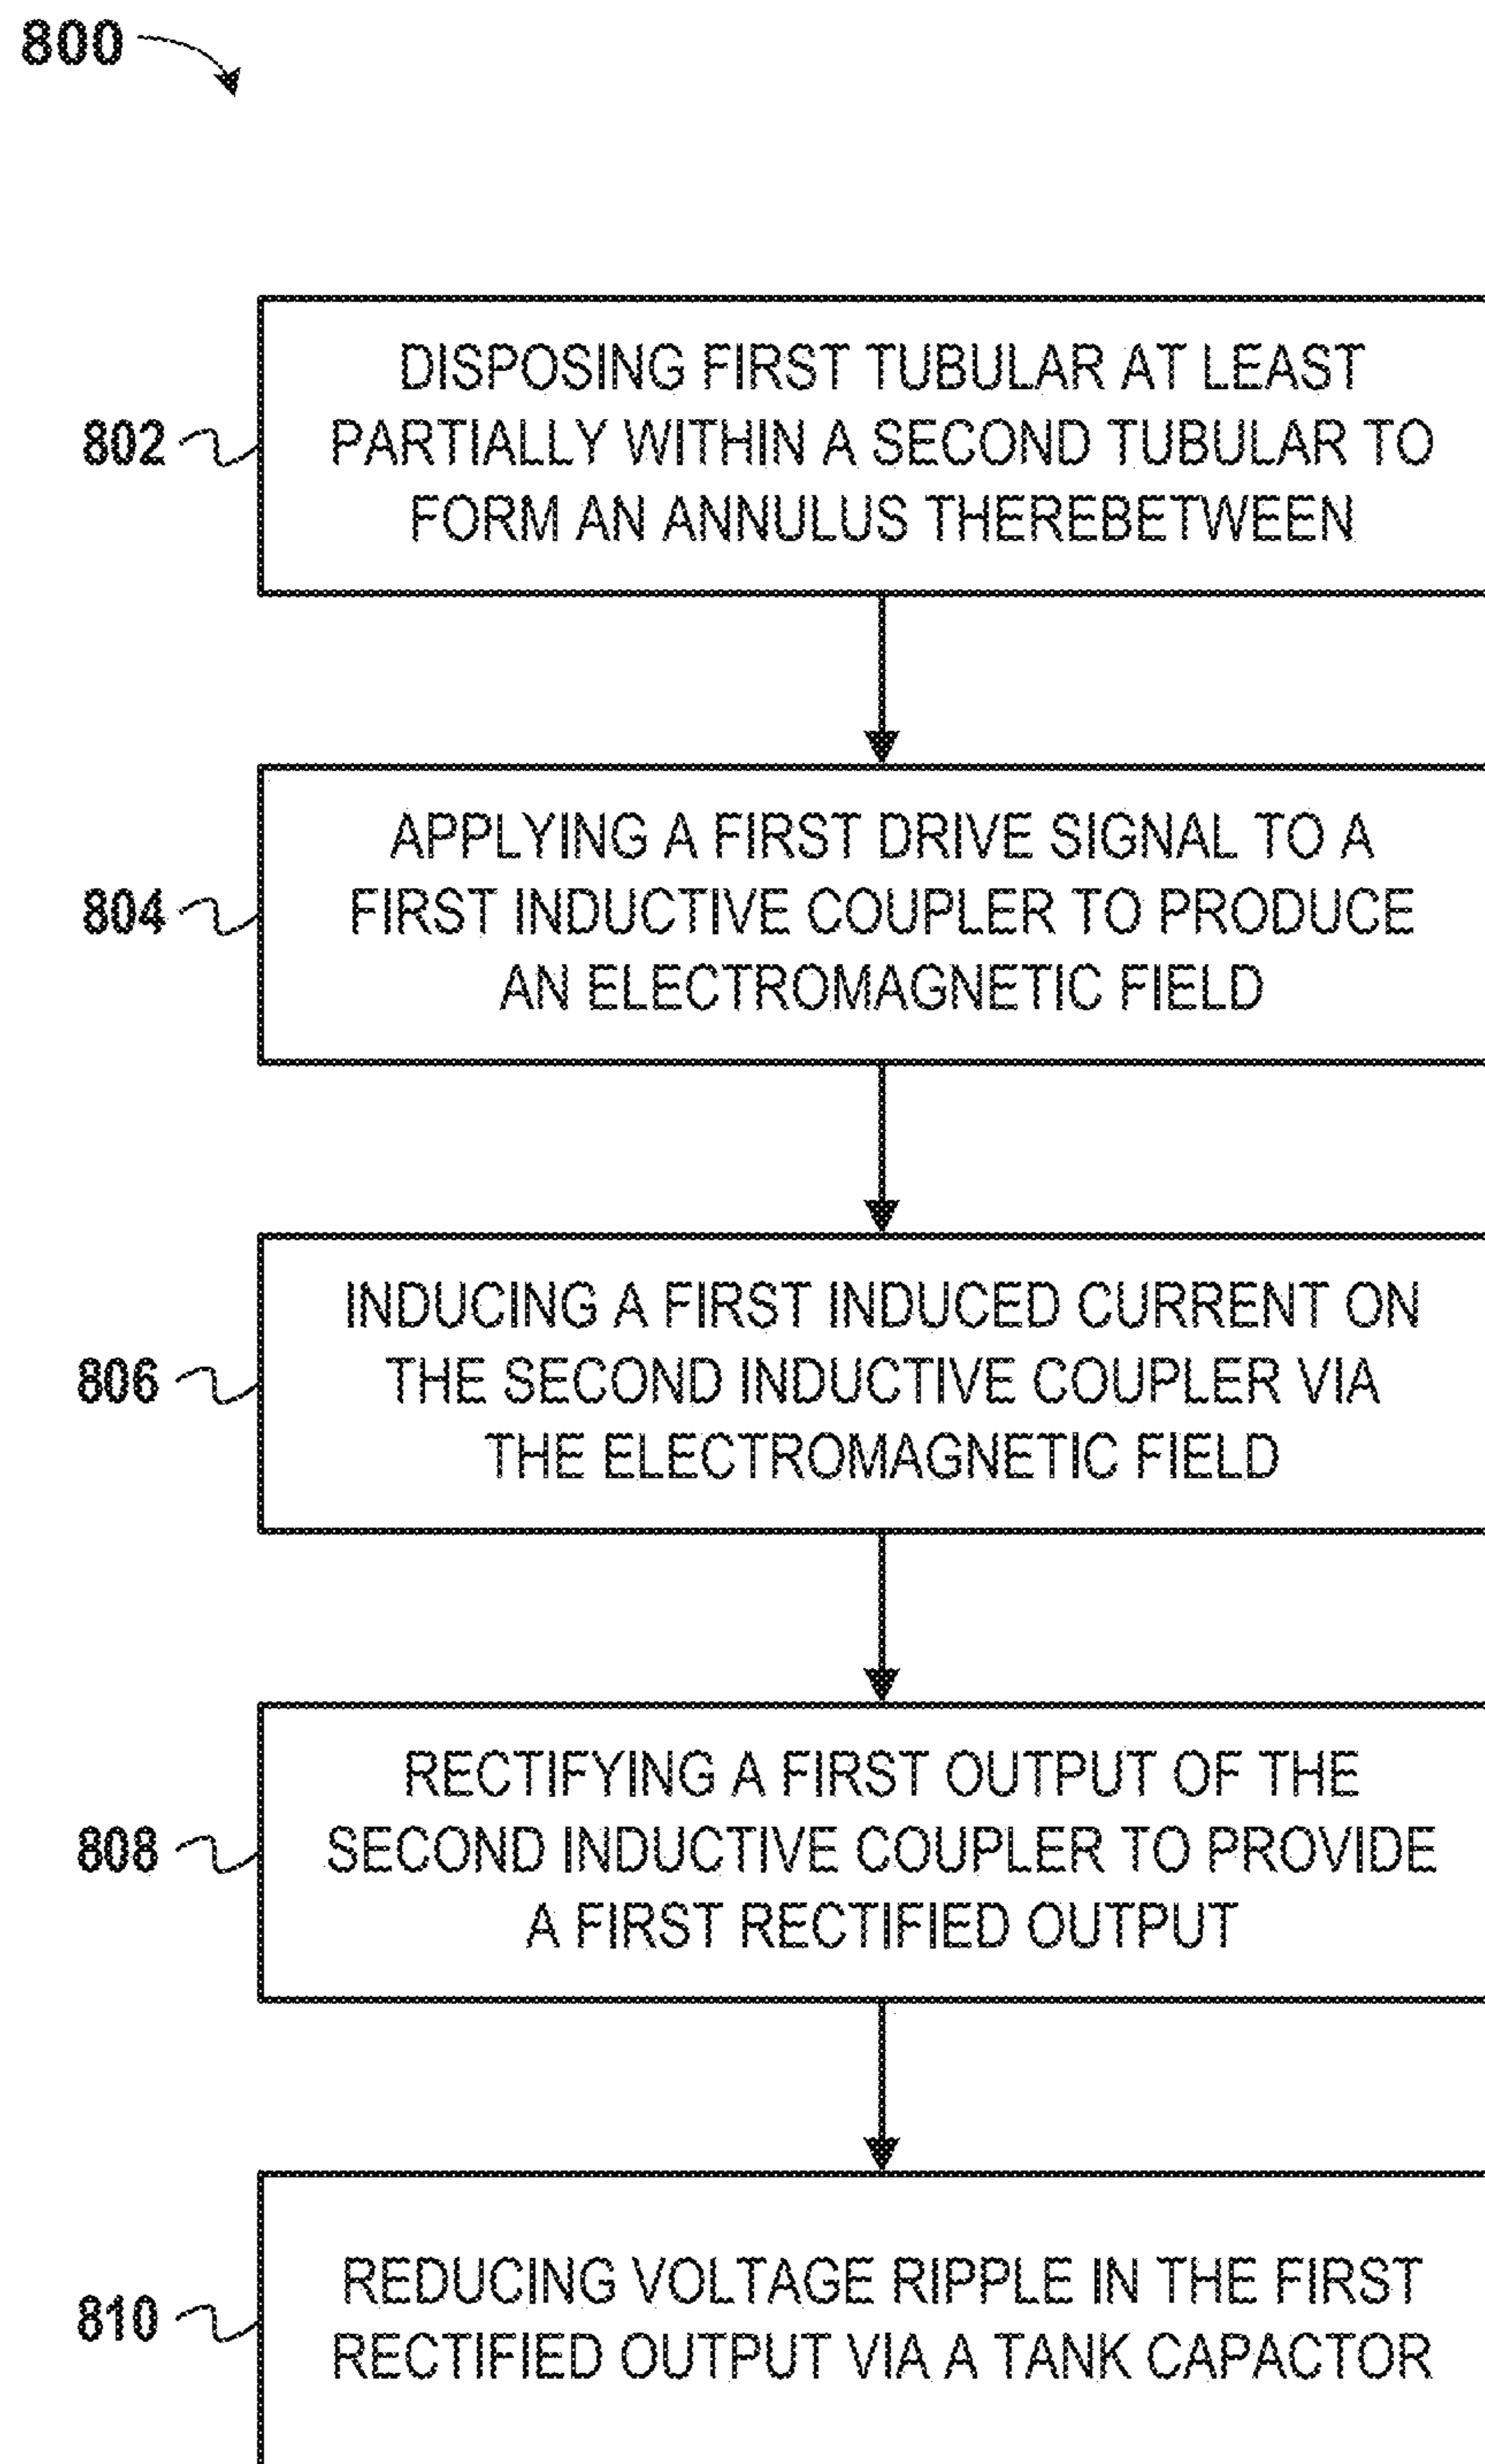 800
DISPOSING FIRST TUBULAR AT LEAST
PARTIALLY WITHIN A SECOND TUBULAR TO
FORM AN ANNULUS THEREBETWEEN
802
APPLYING A FIRST DRIVE SIGNAL TO A
FIRST INDUCTIVE COUPLER TO PRODUCE
AN ELECTROMAGNETIC FIELD
804
INDUCING A FIRST INDUCED CURRENT ON
THE SECOND INDUCTIVE COUPLER VIA
THE ELECTROMAGNETIC FIELD
806
RECTIFYING A FIRST OUTPUT OF THE
SECOND INDUCTIVE COUPLER TO PROVIDE
A FIRST RECTIFIED OUTPUT
808
REDUCING VOLTAGE RIPPLE IN THE FIRST
RECTIFIED OUTPUT VIA A TANK CAPACTOR
810